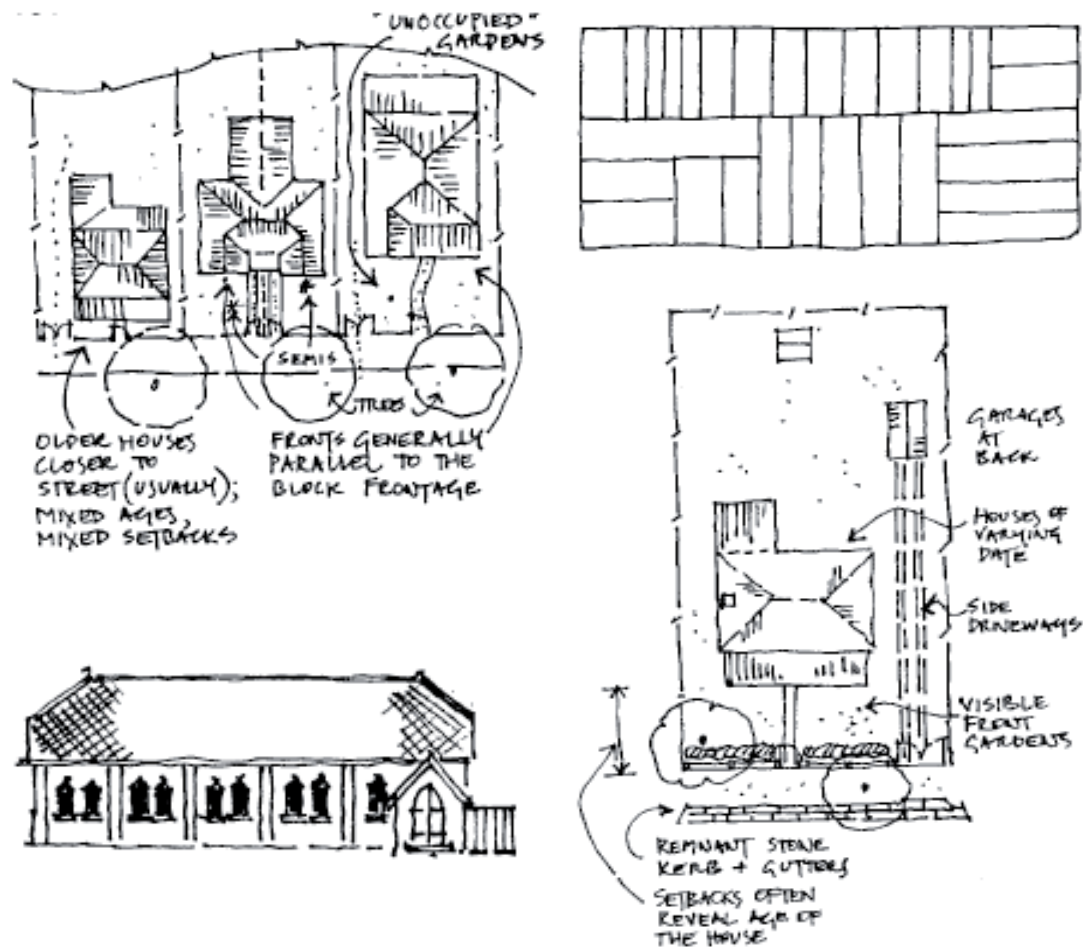 "UNOCCUPIED"
GARDENS
SEMIS
TREES
OLDER HOUSES
CLOSER TO
STREET (USUALLY);
MIXED AGES,
MIXED SETBACKS
FRONTS GENERALLY
PARALLEL TO THE
BLOCK FRONTAGE
GARAGES
AT
BACK
HOUSES OF
VARYING
DATE
SIDE
DRIVEWAYS
VISIBLE
FRONT
GARDENS
REMNANT STONE
KERB + GUTTERS
SETBACKS OFTEN
REVEAL AGE OF
THE HOUSE